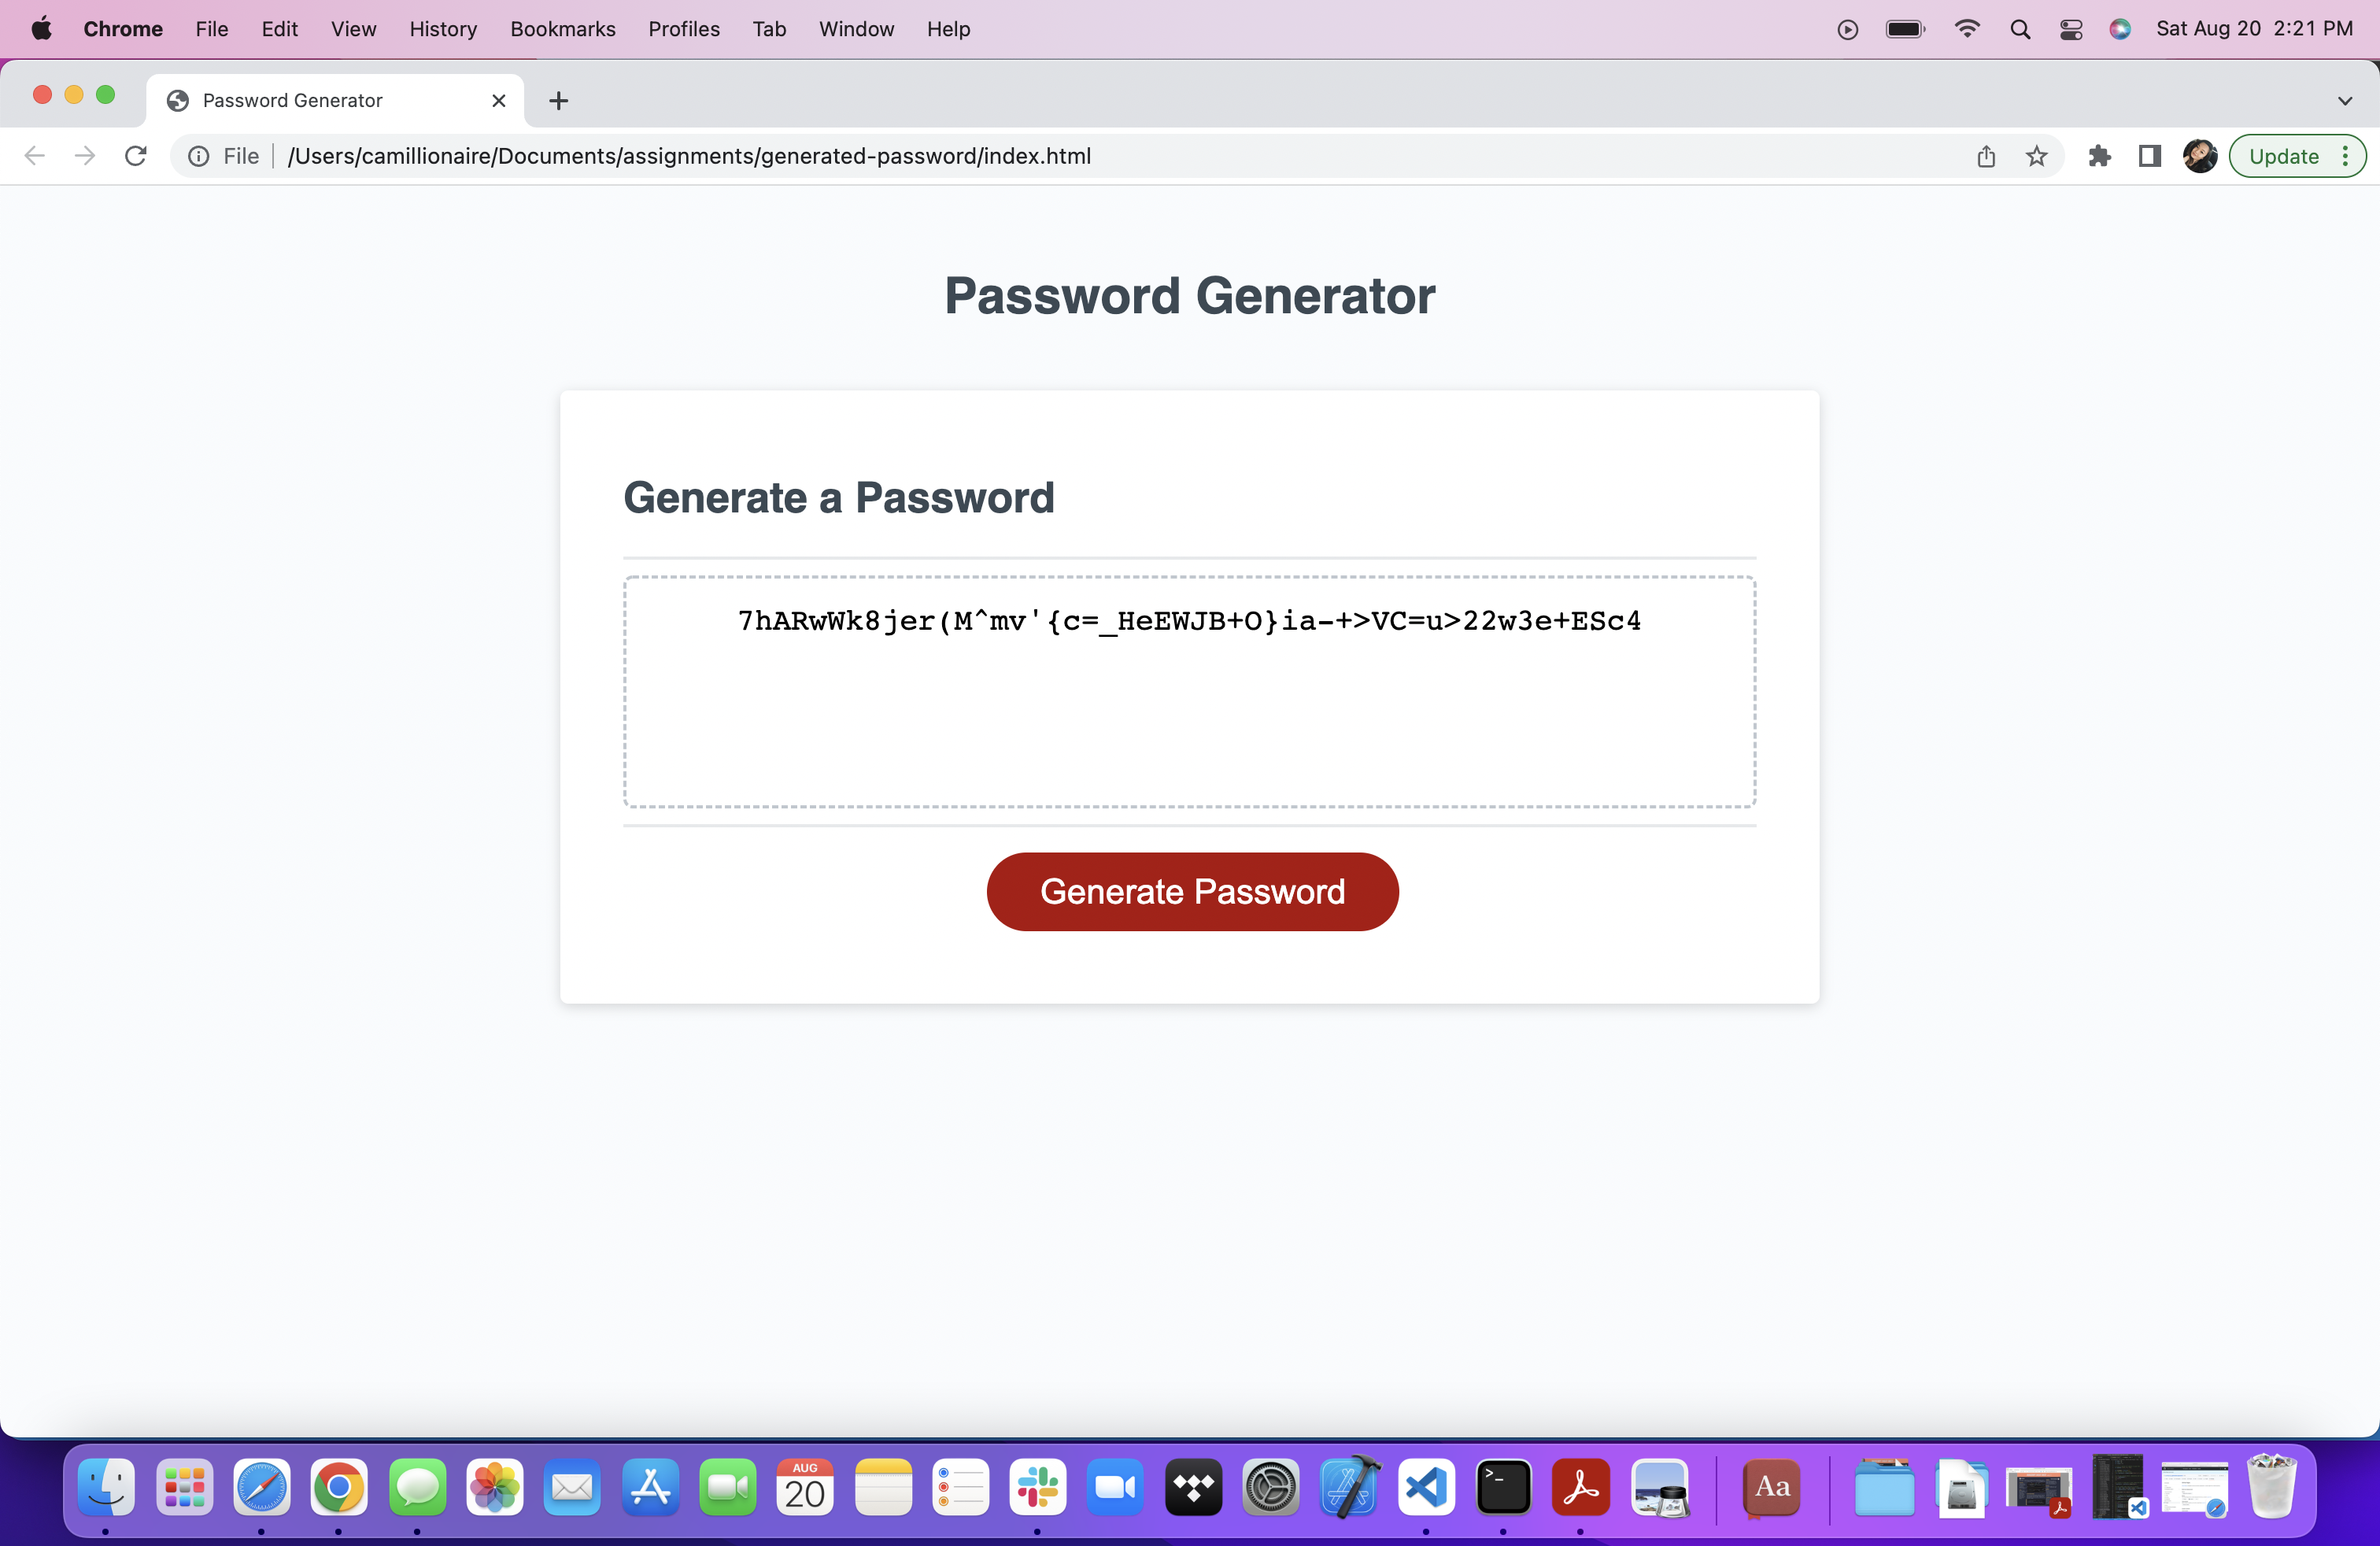 Chrome File Edit View History Bookmarks Profiles Tab Window Help Sat Aug 20 2:21 PM
Password Generator
File /Users/camillionaire/Documents/assignments/generated-password/index.html Update
Password Generator
Generate a Password
7hARwWk8jer(M^mv'{c=_HeEWJB+O}ia-+>VC=u>22w3e+ESc4
Generate Password
AUG
20
>_
Aa